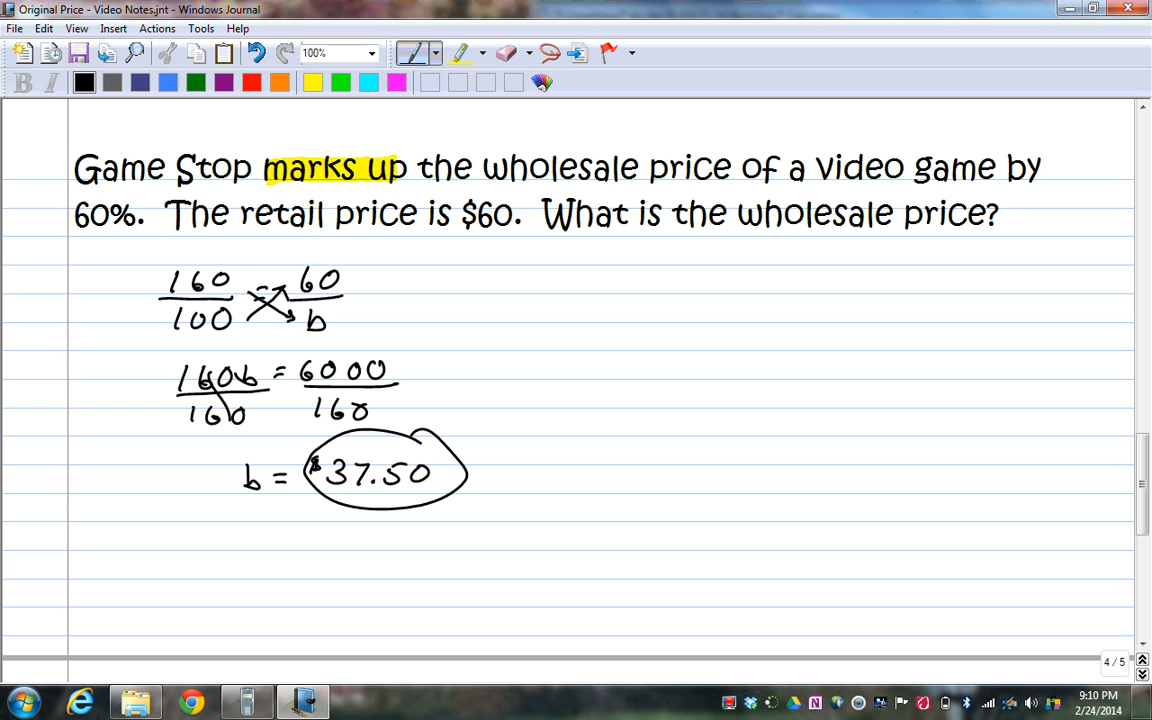 Original Price - Video Notes.jnt - Windows Journal
File Edit View Insert Actions Tools Help
100%
B I
Game Stop marks up the wholesale price of a video game by
60%. The retail price is $60. What is the wholesale price?
160 = 60
100 b
160b = 6000
160 160
b = $37.50
4 / 5
9:10 PM
2/24/2014